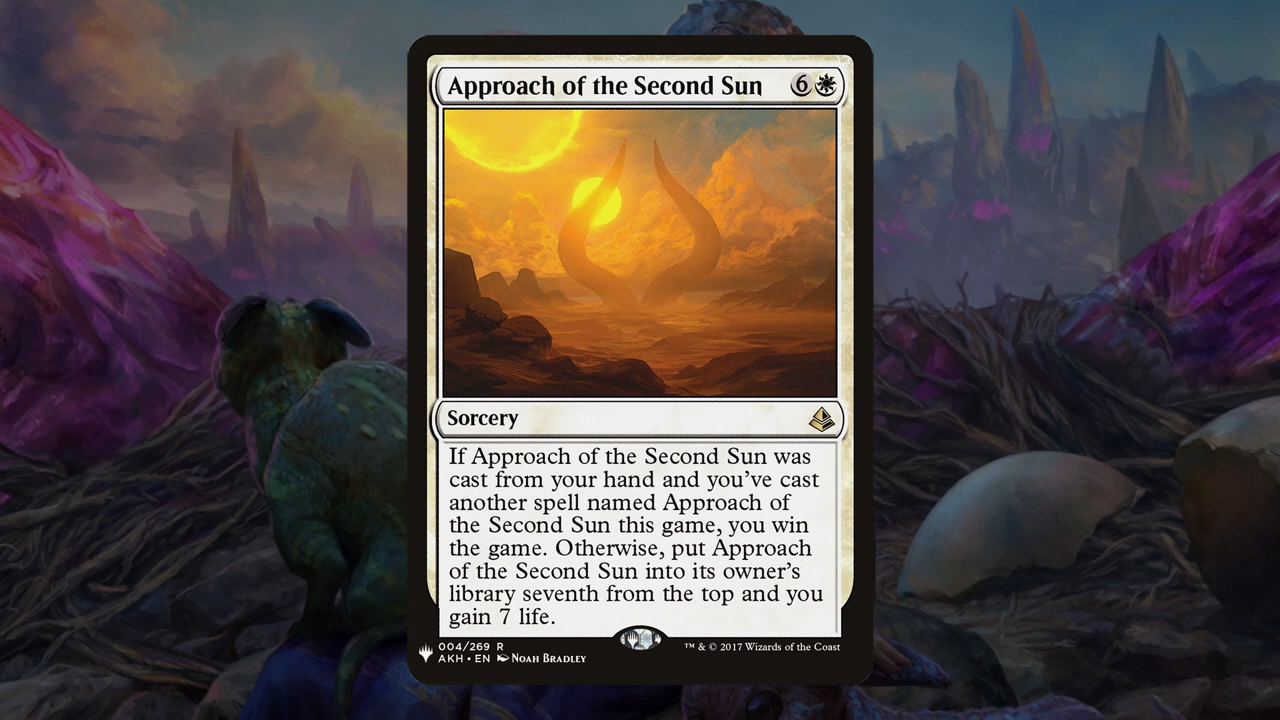 Approach of the Second Sun 6
Sorcery
If Approach of the Second Sun was
cast from your hand and you've cast
another spell named Approach of
the Second Sun this game, you win
the game. Otherwise, put Approach
of the Second Sun into its owner's
library seventh from the top and you
gain 7 life.
004/269 R
AKH • EN Noah Bradley
™ & © 2017 Wizards of the Coast